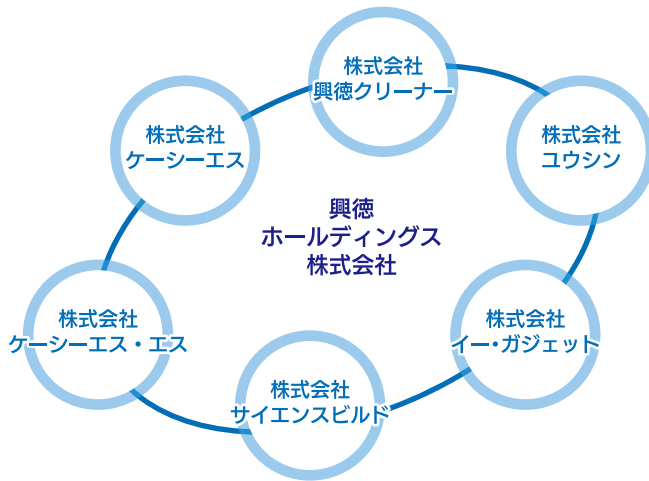 株式会社
興徳クリーナー
株式会社
ケーシーエス
株式会社
ユウシン
興徳
ホールディングス
株式会社
株式会社
ケーシーエス・エス
株式会社
イー・ガジェット
株式会社
サイエンスビルド